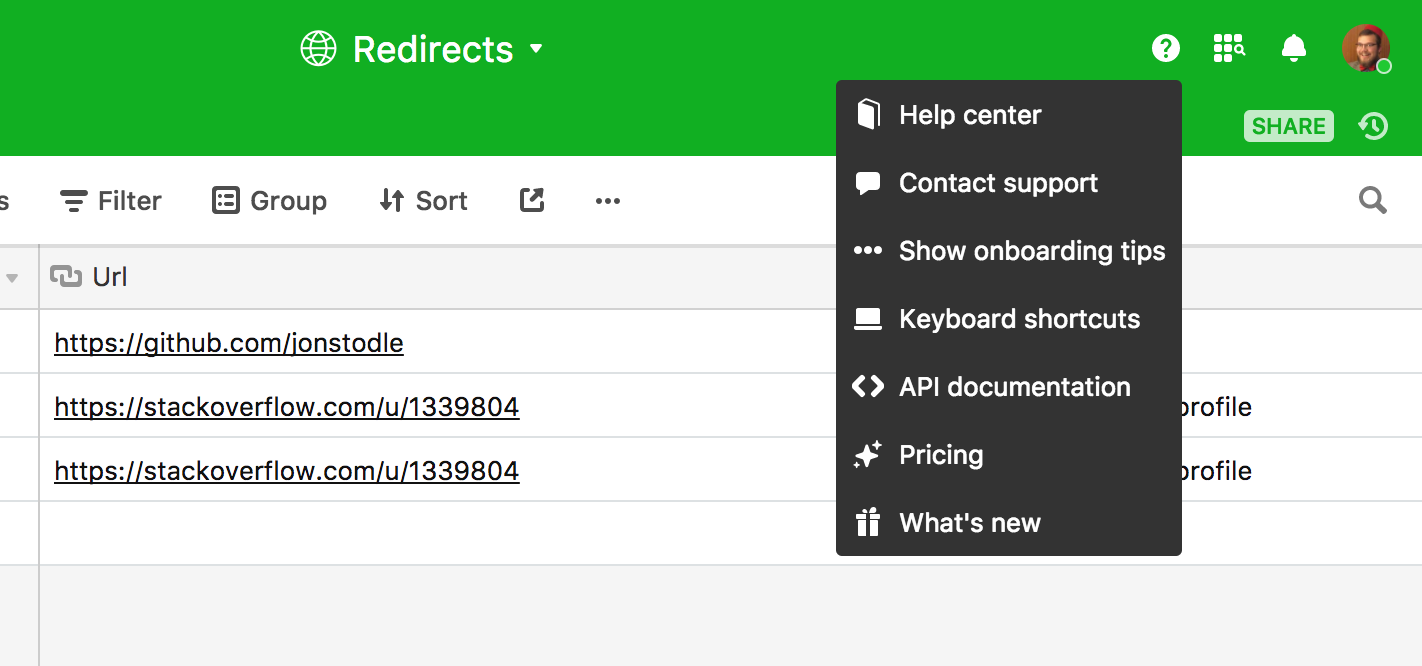 Redirects
?
Help center
SHARE
Contact support
s Filter Group Sort
Show onboarding tips
Url
Keyboard shortcuts
https://github.com/jonstodle
API documentation
https://stackoverflow.com/u/1339804 profile
Pricing
https://stackoverflow.com/u/1339804 profile
What's new